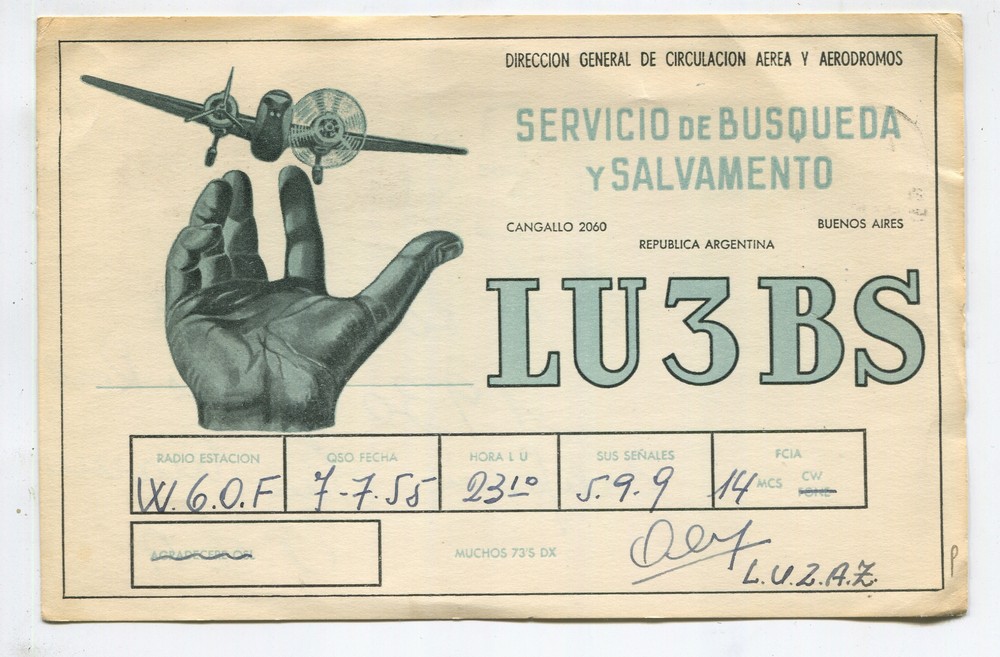 DIRECCION GENERAL DE CIRCULACION AEREA Y AERODROMOS
SERVICIO DE BUSQUEDA
Y SALVAMENTO
CANGALLO 2060
BUENOS AIRES
REPUBLICA ARGENTINA
LU3BS
RADIO ESTACION
QSO FECHA
HORA L U
SUS SEÑALES
FCIA
W.6.O.F
7-7.55
23¹⁰
5.9.9
14 MCS CW
FONE
AGRADECERE QSL
MUCHOS 73'S DX
L.U.2.A.Z.
P